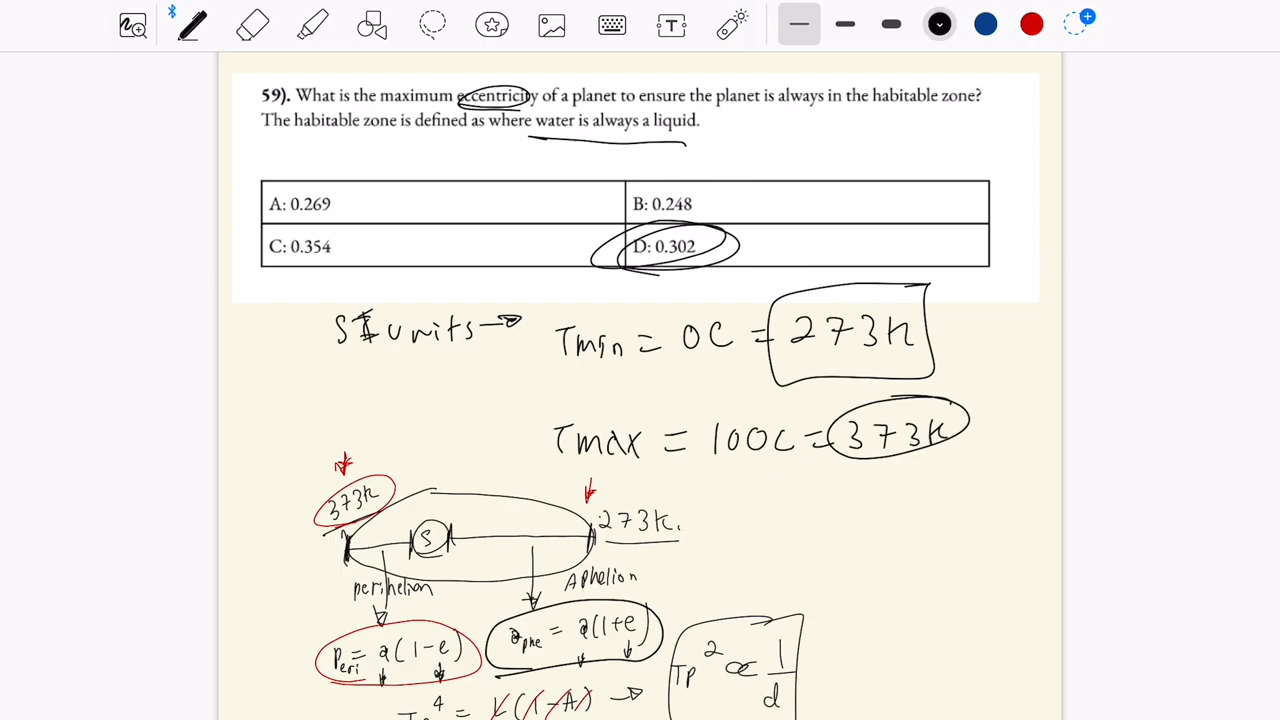 59). What is the maximum eccentricity of a planet to ensure the planet is always in the habitable zone?
The habitable zone is defined as where water is always a liquid.
A: 0.269 B: 0.248
C: 0.354 D: 0.302
SI units → Tmin = 0C = 273K
Tmax = 100C = 373K
373K
S 273K.
perihelion Aphelion
Peri = a(1-e) aphe = a(1+e) Tp² ∝ 1/d
4 = (1-A) →